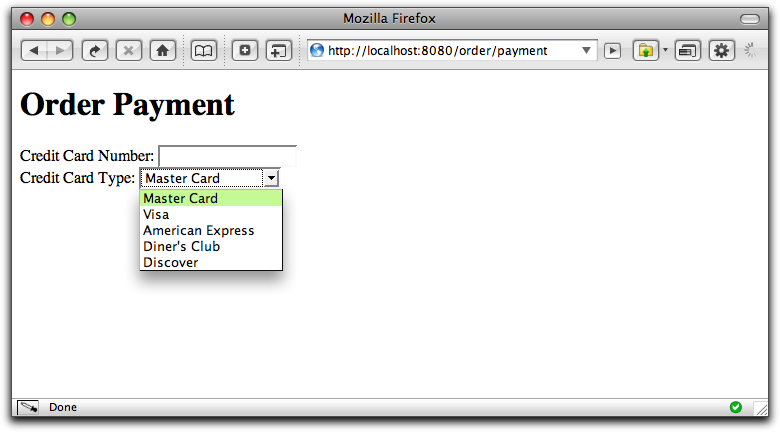 Mozilla Firefox
http://localhost:8080/order/payment
Order Payment
Credit Card Number:
Credit Card Type: Master Card
Master Card
Visa
American Express
Diner's Club
Discover
Done